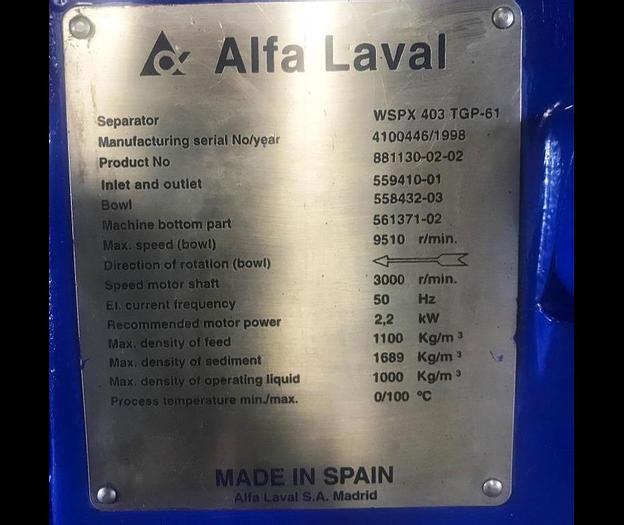 Alfa Laval
Separator WSPX 403 TGP-61
Manufacturing serial No/year 4100446/1998
Product No 881130-02-02
Inlet and outlet 559410-01
Bowl 558432-03
Machine bottom part 561371-02
Max. speed (bowl) 9510 r/min.
Direction of rotation (bowl)
Speed motor shaft 3000 r/min.
El. current frequency 50 Hz
Recommended motor power 2,2 kW
Max. density of feed 1100 Kg/m³
Max. density of sediment 1689 Kg/m³
Max. density of operating liquid 1000 Kg/m³
Process temperature min./max. 0/100 ºC
MADE IN SPAIN
Alfa Laval S.A. Madrid